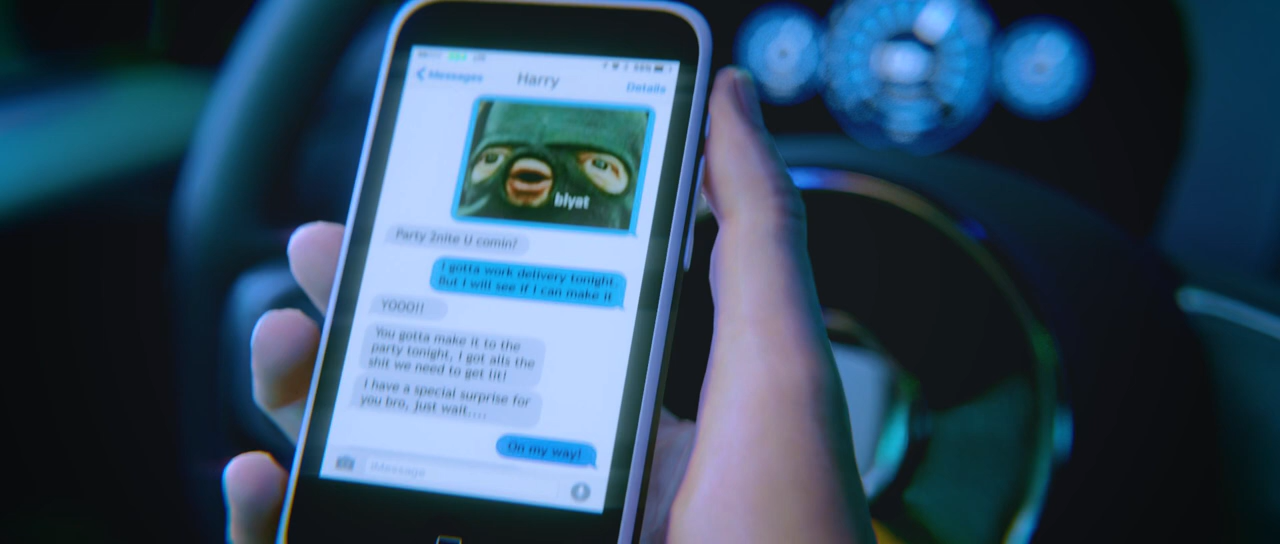 Messages
Harry
Details
blyat
Party 2nite U comin?
I gotta work delivery tonight.
But I will see if I can make it
YOOO!!
You gotta make it to the
party tonight, I got alls the
shit we need to get lit!
I have a special surprise for
you bro, just wait....
On my way!
iMessage